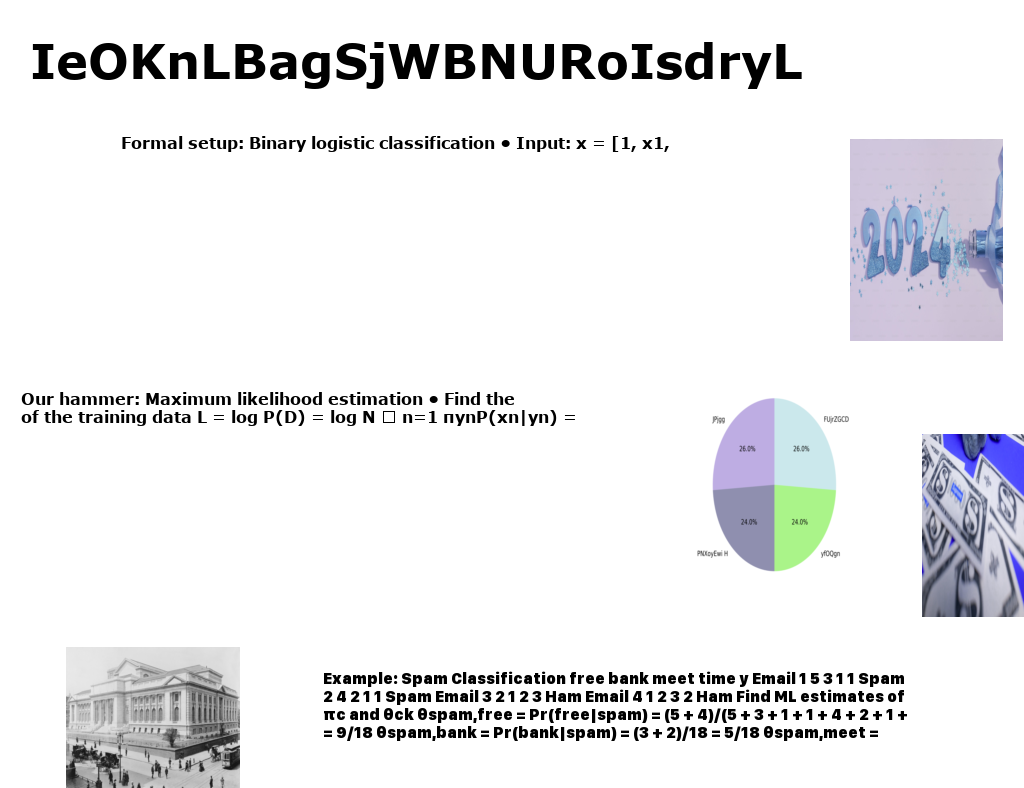 IeOKnLBagSjWBNURoIsdryL
Formal setup: Binary logistic classification • Input: x = [1, x1,
2024
Our hammer: Maximum likelihood estimation • Find the
of the training data L = log P(D) = log N □ n=1 πynP(xn|yn) =
JPjgg
FUjrZGCD
26.0%
26.0%
24.0%
24.0%
PNXoyEwi H
yfOQgn
Example: Spam Classification free bank meet time y Email 1 5 3 1 1 Spam
2 4 2 1 1 Spam Email 3 2 1 2 3 Ham Email 4 1 2 3 2 Ham Find ML estimates of
πc and θck θspam,free = Pr(free|spam) = (5 + 4)/(5 + 3 + 1 + 1 + 4 + 2 + 1 +
= 9/18 θspam,bank = Pr(bank|spam) = (3 + 2)/18 = 5/18 θspam,meet =